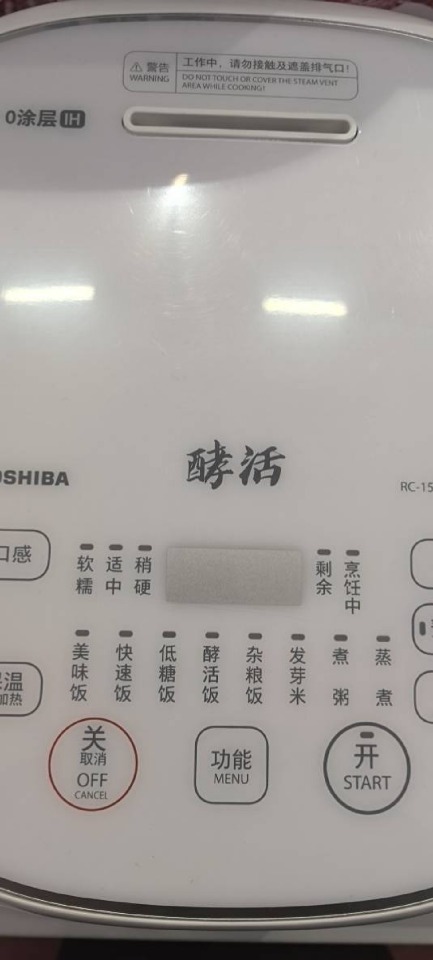 警告
WARNING
工作中，请勿接触及遮盖排气口！
DO NOT TOUCH OR COVER THE STEAM VENT
AREA WHILE COOKING!
0涂层 IH
酵活
OSHIBA
RC-15
口感
软糯
适中
稍硬
剩余
烹饪中
美味饭
快速饭
低糖饭
酵活饭
杂粮饭
发芽米
煮粥
蒸煮
温
加热
关
取消
OFF
CANCEL
功能
MENU
开
START